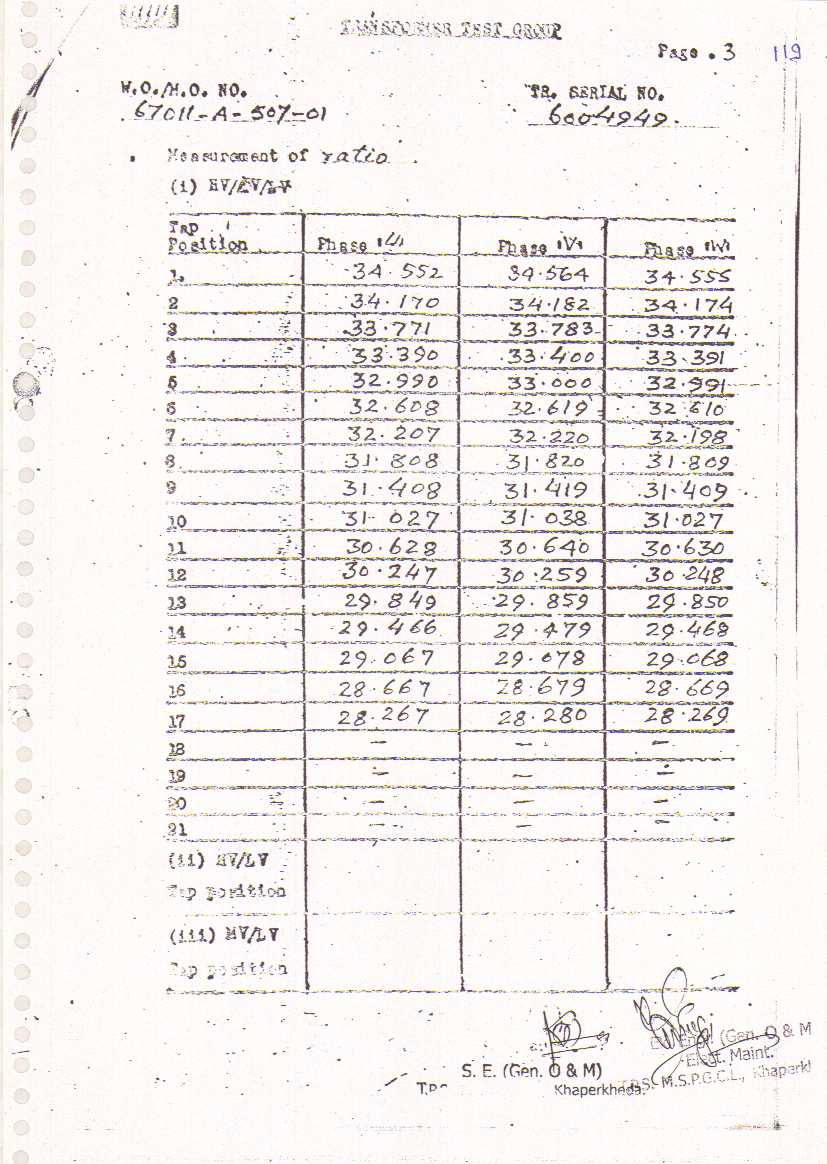 TRANSFORMER TEST GROUP
Page . 3 119
W.O./M.O. NO. TR. SERIAL NO.
67011-A-507-01 6004949.
Measurement of ratio
(i) HV/LV
Tap
Position Phase 'U' Phase 'V' Phase 'W'
1. 34.552 34.564 34.555
2 34.170 34.182 34.174
3 33.771 33.783 33.774
4 33.390 33.400 33.391
5 32.990 33.000 32.991
6 32.608 32.619 32.610
7. 32.207 32.220 32.198
8 31.808 31.820 31.809
9 31.408 31.419 31.409
10 31.027 31.038 31.027
11 30.628 30.640 30.630
12 30.247 30.259 30.248
13 29.849 29.859 29.850
14 29.466 29.479 29.468
15 29.067 29.078 29.068
16 28.667 28.679 28.669
17 28.267 28.280 28.269
18 - - -
19 - - -
20 - - -
21 - - -
(ii) HV/LV
Tap position
(iii) MV/LV
Tap position
Engr. (Gen. O & M
S. E. (Gen. O & M) Elect. Maint.
Khaperkheda. M.S.P.G.C.L., Khaperkh